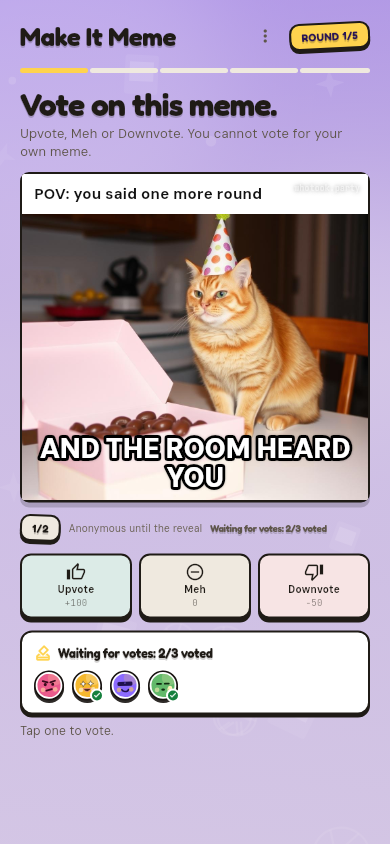 Make It Meme
ROUND 1/5
Vote on this meme.
Upvote, Meh or Downvote. You cannot vote for your
own meme.
POV: you said one more round
AND THE ROOM HEARD
YOU
1/2
Anonymous until the reveal
Waiting for votes: 2/3 voted
Upvote
+100
Meh
0
Downvote
-50
Waiting for votes: 2/3 voted
Tap one to vote.